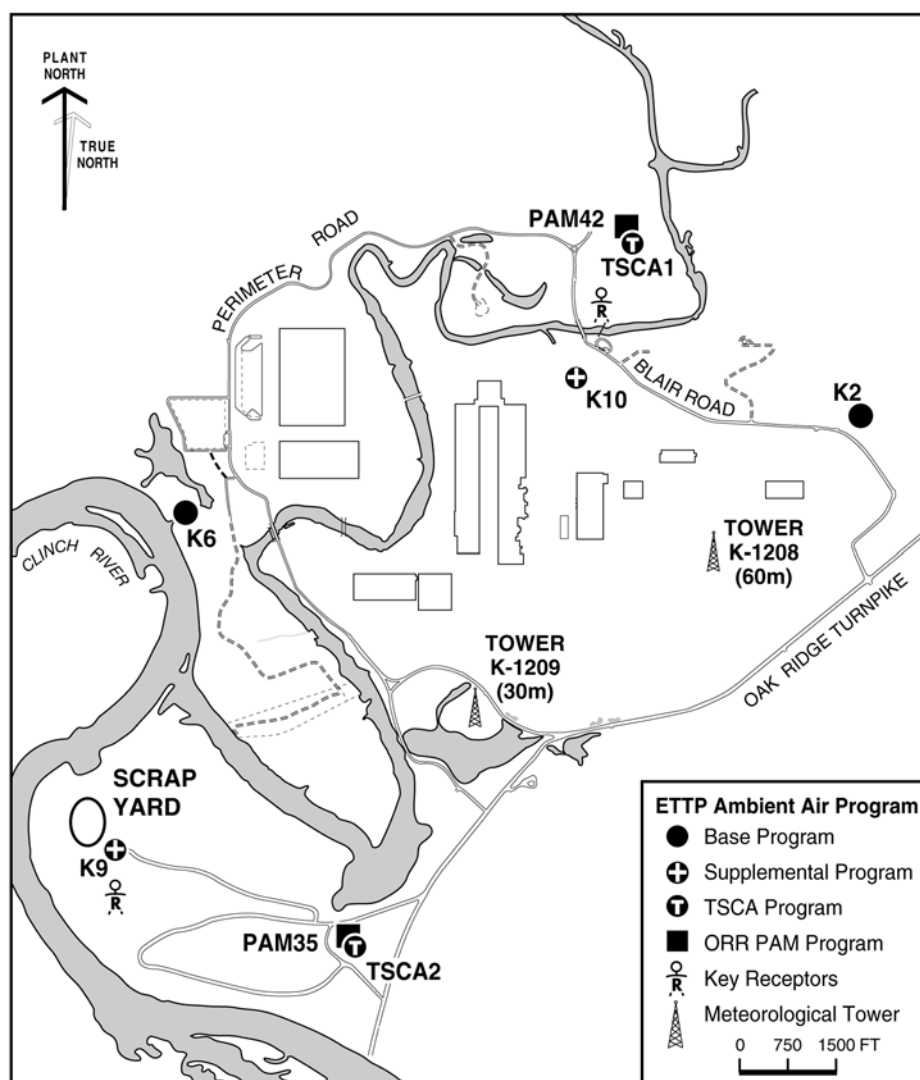 PLANT
NORTH
TRUE
NORTH
PERIMETER ROAD
PAM42
T
TSCA1
R
K10
BLAIR ROAD
K2
K6
CLINCH RIVER
TOWER
K-1208
(60m)
TOWER
K-1209
(30m)
OAK RIDGE TURNPIKE
SCRAP
YARD
K9
R
PAM35
T
TSCA2
ETTP Ambient Air Program
Base Program
Supplemental Program
T TSCA Program
ORR PAM Program
R Key Receptors
Meteorological Tower
0 750 1500 FT